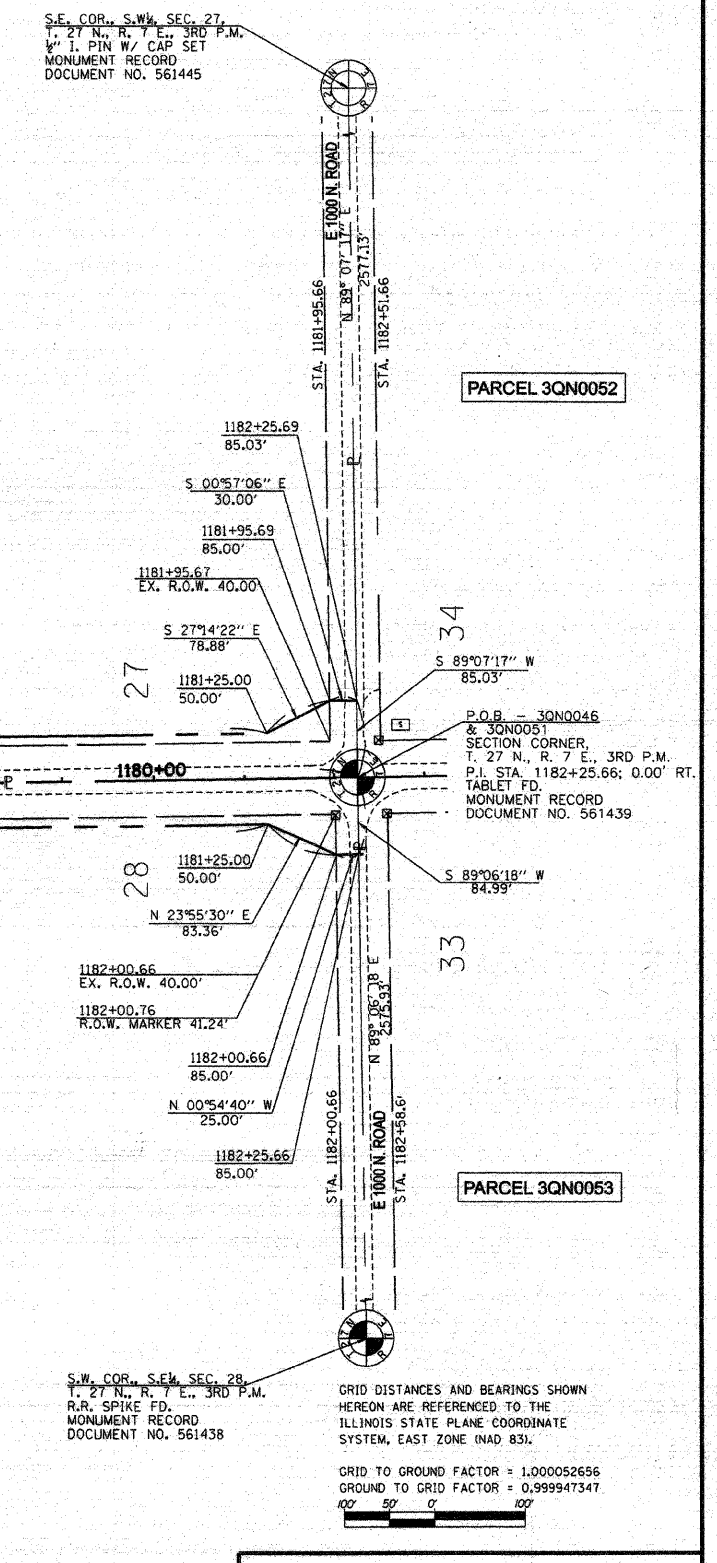 S.E. COR., S.W¼, SEC. 27,
T. 27 N., R. 7 E., 3RD P.M.
½" I. PIN W/ CAP SET
MONUMENT RECORD
DOCUMENT NO. 561445
T 27 N
R 7 E
E 1000 N. ROAD
N 89° 07' 17" E
2577.13'
STA. 1181+95.66
STA. 1182+51.66
PARCEL 3QN0052
1182+25.69
85.03'
S 00°57'06" E
30.00'
1181+95.69
85.00'
1181+95.67
EX. R.O.W. 40.00'
S 27°14'22" E
78.88'
27
34
1181+25.00
50.00'
S 89°07'17" W
85.03'
S
P.O.B. - 3QN0046
& 3QN0051
SECTION CORNER,
T. 27 N., R. 7 E., 3RD P.M.
P.I. STA. 1182+25.66; 0.00' RT.
TABLET FD.
MONUMENT RECORD
DOCUMENT NO. 561439
1180+00
T 27 N
R 7 E
28
1181+25.00
50.00'
S 89°06'18" W
84.99'
N 23°55'30" E
83.36'
33
1182+00.66
EX. R.O.W. 40.00'
1182+00.76
R.O.W. MARKER 41.24'
N 89° 06' 18" E
2575.93'
1182+00.66
85.00'
N 00°54'40" W
25.00'
1182+25.66
85.00'
STA. 1182+00.66
E 1000 N. ROAD
STA. 1182+58.6'
PARCEL 3QN0053
T 27 N
R 7 E
S.W. COR., S.E¼, SEC. 28,
T. 27 N., R. 7 E., 3RD P.M.
R.R. SPIKE FD.
MONUMENT RECORD
DOCUMENT NO. 561438
GRID DISTANCES AND BEARINGS SHOWN
HEREON ARE REFERENCED TO THE
ILLINOIS STATE PLANE COORDINATE
SYSTEM, EAST ZONE (NAD 83).
GRID TO GROUND FACTOR = 1.000052656
GROUND TO GRID FACTOR = 0.999947347
100' 50' 0' 100'